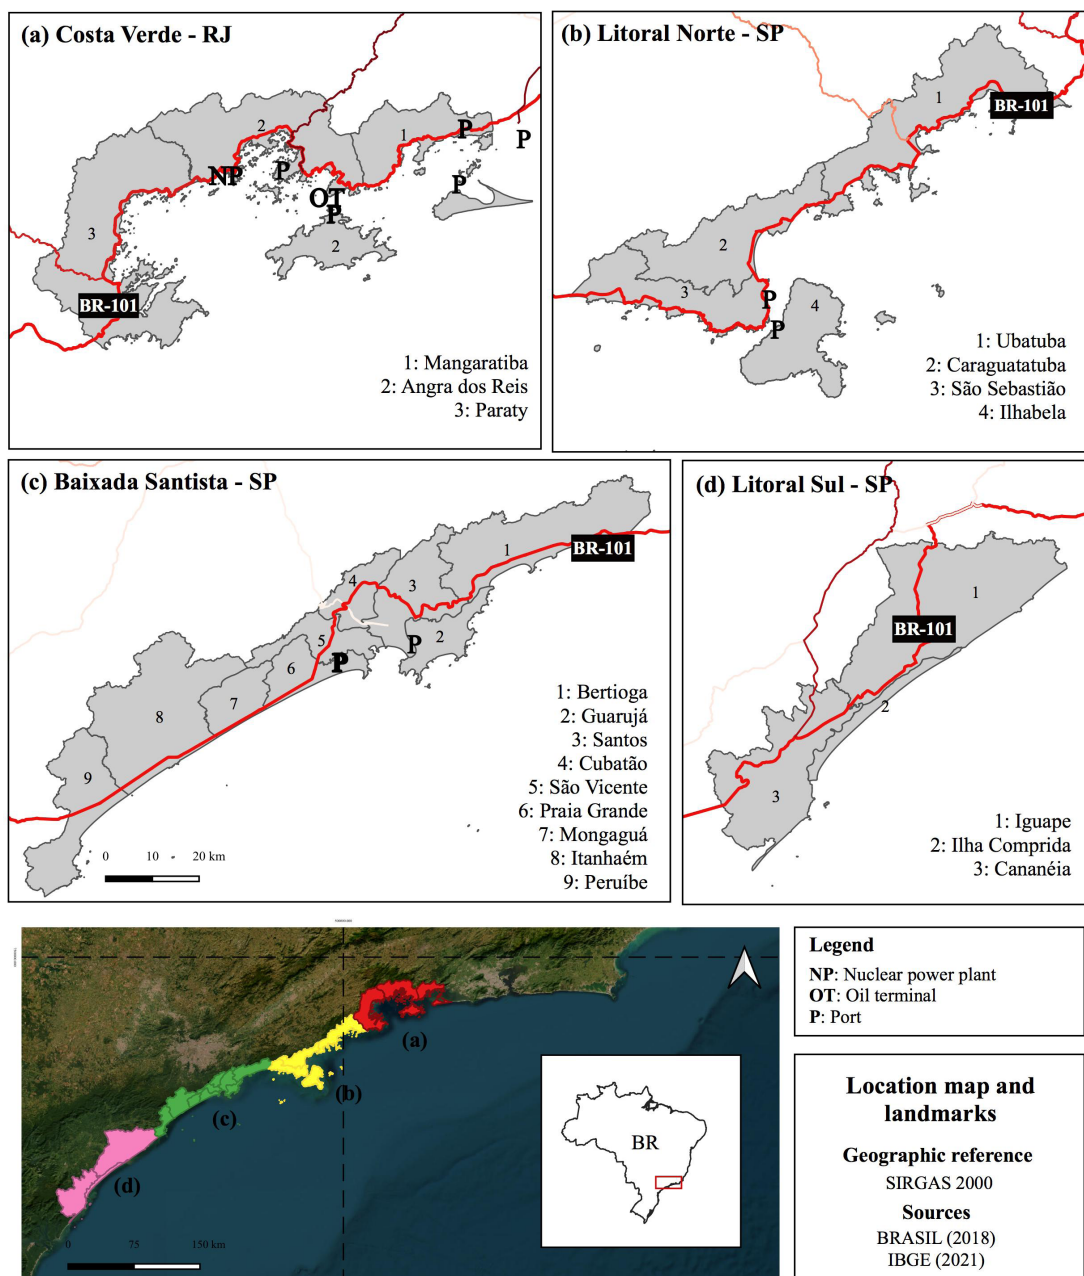 (a) Costa Verde - RJ
2
1
P
P
NP
P
P
OT
P
3
2
BR-101
1: Mangaratiba
2: Angra dos Reis
3: Paraty
(b) Litoral Norte - SP
1
BR-101
2
3
P
4
P
1: Ubatuba
2: Caraguatatuba
3: São Sebastião
4: Ilhabela
(c) Baixada Santista - SP
1
BR-101
4
3
5
P
2
6
P
7
8
9
1: Bertioga
2: Guarujá
3: Santos
4: Cubatão
5: São Vicente
6: Praia Grande
7: Mongaguá
8: Itanhaém
9: Peruíbe
0 10 20 km
(d) Litoral Sul - SP
1
BR-101
2
3
1: Iguape
2: Ilha Comprida
3: Cananéia
(a)
(b)
(c)
(d)
0 75 150 km
BR
Legend
NP: Nuclear power plant
OT: Oil terminal
P: Port
Location map and
landmarks
Geographic reference
SIRGAS 2000
Sources
BRASIL (2018)
IBGE (2021)